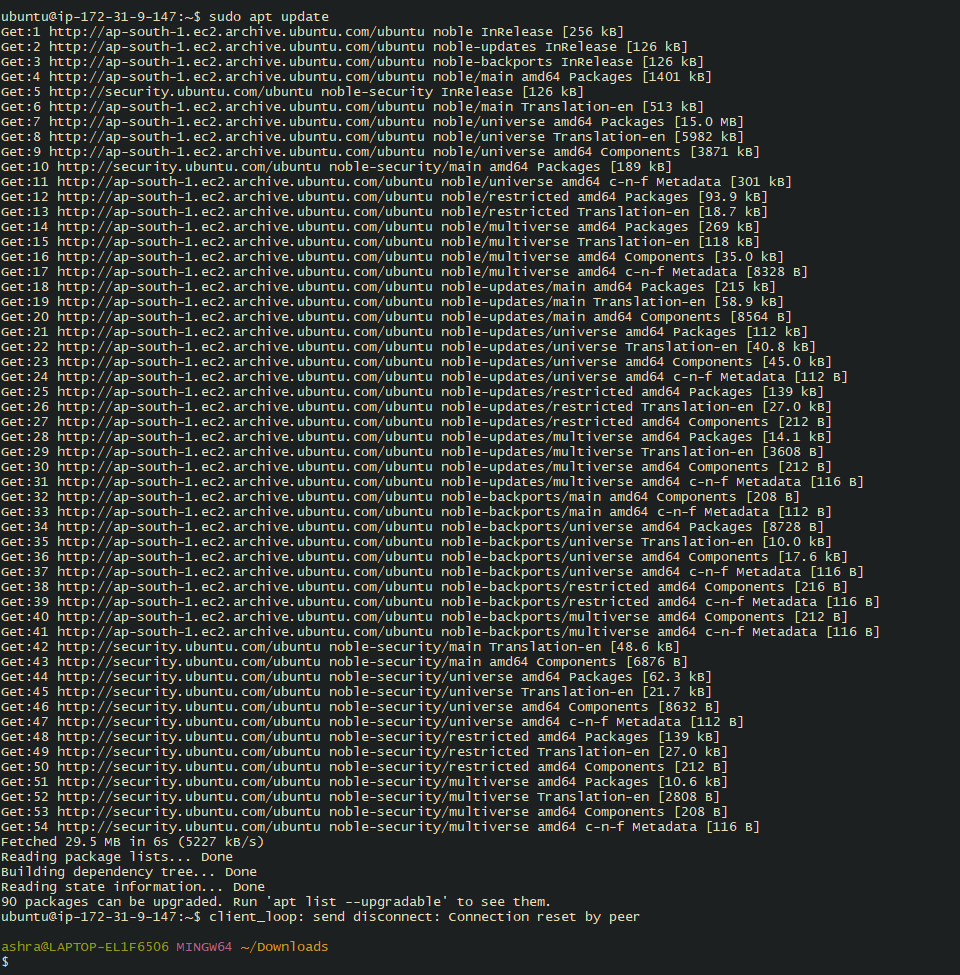 ubuntu@ip-172-31-9-147:~$ sudo apt update
Get:1 http://ap-south-1.ec2.archive.ubuntu.com/ubuntu noble InRelease [256 kB]
Get:2 http://ap-south-1.ec2.archive.ubuntu.com/ubuntu noble-updates InRelease [126 kB]
Get:3 http://ap-south-1.ec2.archive.ubuntu.com/ubuntu noble-backports InRelease [126 kB]
Get:4 http://ap-south-1.ec2.archive.ubuntu.com/ubuntu noble/main amd64 Packages [1401 kB]
Get:5 http://security.ubuntu.com/ubuntu noble-security InRelease [126 kB]
Get:6 http://ap-south-1.ec2.archive.ubuntu.com/ubuntu noble/main Translation-en [513 kB]
Get:7 http://ap-south-1.ec2.archive.ubuntu.com/ubuntu noble/universe amd64 Packages [15.0 MB]
Get:8 http://ap-south-1.ec2.archive.ubuntu.com/ubuntu noble/universe Translation-en [5982 kB]
Get:9 http://ap-south-1.ec2.archive.ubuntu.com/ubuntu noble/universe amd64 Components [3871 kB]
Get:10 http://security.ubuntu.com/ubuntu noble-security/main amd64 Packages [189 kB]
Get:11 http://ap-south-1.ec2.archive.ubuntu.com/ubuntu noble/universe amd64 c-n-f Metadata [301 kB]
Get:12 http://ap-south-1.ec2.archive.ubuntu.com/ubuntu noble/restricted amd64 Packages [93.9 kB]
Get:13 http://ap-south-1.ec2.archive.ubuntu.com/ubuntu noble/restricted Translation-en [18.7 kB]
Get:14 http://ap-south-1.ec2.archive.ubuntu.com/ubuntu noble/multiverse amd64 Packages [269 kB]
Get:15 http://ap-south-1.ec2.archive.ubuntu.com/ubuntu noble/multiverse Translation-en [118 kB]
Get:16 http://ap-south-1.ec2.archive.ubuntu.com/ubuntu noble/multiverse amd64 Components [35.0 kB]
Get:17 http://ap-south-1.ec2.archive.ubuntu.com/ubuntu noble/multiverse amd64 c-n-f Metadata [8328 B]
Get:18 http://ap-south-1.ec2.archive.ubuntu.com/ubuntu noble-updates/main amd64 Packages [215 kB]
Get:19 http://ap-south-1.ec2.archive.ubuntu.com/ubuntu noble-updates/main Translation-en [58.9 kB]
Get:20 http://ap-south-1.ec2.archive.ubuntu.com/ubuntu noble-updates/main amd64 Components [8564 B]
Get:21 http://ap-south-1.ec2.archive.ubuntu.com/ubuntu noble-updates/universe amd64 Packages [112 kB]
Get:22 http://ap-south-1.ec2.archive.ubuntu.com/ubuntu noble-updates/universe Translation-en [40.8 kB]
Get:23 http://ap-south-1.ec2.archive.ubuntu.com/ubuntu noble-updates/universe amd64 Components [45.0 kB]
Get:24 http://ap-south-1.ec2.archive.ubuntu.com/ubuntu noble-updates/universe amd64 c-n-f Metadata [112 B]
Get:25 http://ap-south-1.ec2.archive.ubuntu.com/ubuntu noble-updates/restricted amd64 Packages [139 kB]
Get:26 http://ap-south-1.ec2.archive.ubuntu.com/ubuntu noble-updates/restricted Translation-en [27.0 kB]
Get:27 http://ap-south-1.ec2.archive.ubuntu.com/ubuntu noble-updates/restricted amd64 Components [212 B]
Get:28 http://ap-south-1.ec2.archive.ubuntu.com/ubuntu noble-updates/multiverse amd64 Packages [14.1 kB]
Get:29 http://ap-south-1.ec2.archive.ubuntu.com/ubuntu noble-updates/multiverse Translation-en [3608 B]
Get:30 http://ap-south-1.ec2.archive.ubuntu.com/ubuntu noble-updates/multiverse amd64 Components [212 B]
Get:31 http://ap-south-1.ec2.archive.ubuntu.com/ubuntu noble-updates/multiverse amd64 c-n-f Metadata [116 B]
Get:32 http://ap-south-1.ec2.archive.ubuntu.com/ubuntu noble-backports/main amd64 Components [208 B]
Get:33 http://ap-south-1.ec2.archive.ubuntu.com/ubuntu noble-backports/main amd64 c-n-f Metadata [112 B]
Get:34 http://ap-south-1.ec2.archive.ubuntu.com/ubuntu noble-backports/universe amd64 Packages [8728 B]
Get:35 http://ap-south-1.ec2.archive.ubuntu.com/ubuntu noble-backports/universe Translation-en [10.0 kB]
Get:36 http://ap-south-1.ec2.archive.ubuntu.com/ubuntu noble-backports/universe amd64 Components [17.6 kB]
Get:37 http://ap-south-1.ec2.archive.ubuntu.com/ubuntu noble-backports/universe amd64 c-n-f Metadata [116 B]
Get:38 http://ap-south-1.ec2.archive.ubuntu.com/ubuntu noble-backports/restricted amd64 Components [216 B]
Get:39 http://ap-south-1.ec2.archive.ubuntu.com/ubuntu noble-backports/restricted amd64 c-n-f Metadata [116 B]
Get:40 http://ap-south-1.ec2.archive.ubuntu.com/ubuntu noble-backports/multiverse amd64 Components [212 B]
Get:41 http://ap-south-1.ec2.archive.ubuntu.com/ubuntu noble-backports/multiverse amd64 c-n-f Metadata [116 B]
Get:42 http://security.ubuntu.com/ubuntu noble-security/main Translation-en [48.6 kB]
Get:43 http://security.ubuntu.com/ubuntu noble-security/main amd64 Components [6876 B]
Get:44 http://security.ubuntu.com/ubuntu noble-security/universe amd64 Packages [62.3 kB]
Get:45 http://security.ubuntu.com/ubuntu noble-security/universe Translation-en [21.7 kB]
Get:46 http://security.ubuntu.com/ubuntu noble-security/universe amd64 Components [8632 B]
Get:47 http://security.ubuntu.com/ubuntu noble-security/universe amd64 c-n-f Metadata [112 B]
Get:48 http://security.ubuntu.com/ubuntu noble-security/restricted amd64 Packages [139 kB]
Get:49 http://security.ubuntu.com/ubuntu noble-security/restricted Translation-en [27.0 kB]
Get:50 http://security.ubuntu.com/ubuntu noble-security/restricted amd64 Components [212 B]
Get:51 http://security.ubuntu.com/ubuntu noble-security/multiverse amd64 Packages [10.6 kB]
Get:52 http://security.ubuntu.com/ubuntu noble-security/multiverse Translation-en [2808 B]
Get:53 http://security.ubuntu.com/ubuntu noble-security/multiverse amd64 Components [208 B]
Get:54 http://security.ubuntu.com/ubuntu noble-security/multiverse amd64 c-n-f Metadata [116 B]
Fetched 29.5 MB in 6s (5227 kB/s)
Reading package lists... Done
Building dependency tree... Done
Reading state information... Done
90 packages can be upgraded. Run 'apt list --upgradable' to see them.
ubuntu@ip-172-31-9-147:~$ client_loop: send disconnect: Connection reset by peer
ashra@LAPTOP-EL1F6506 MINGW64 ~/Downloads
$